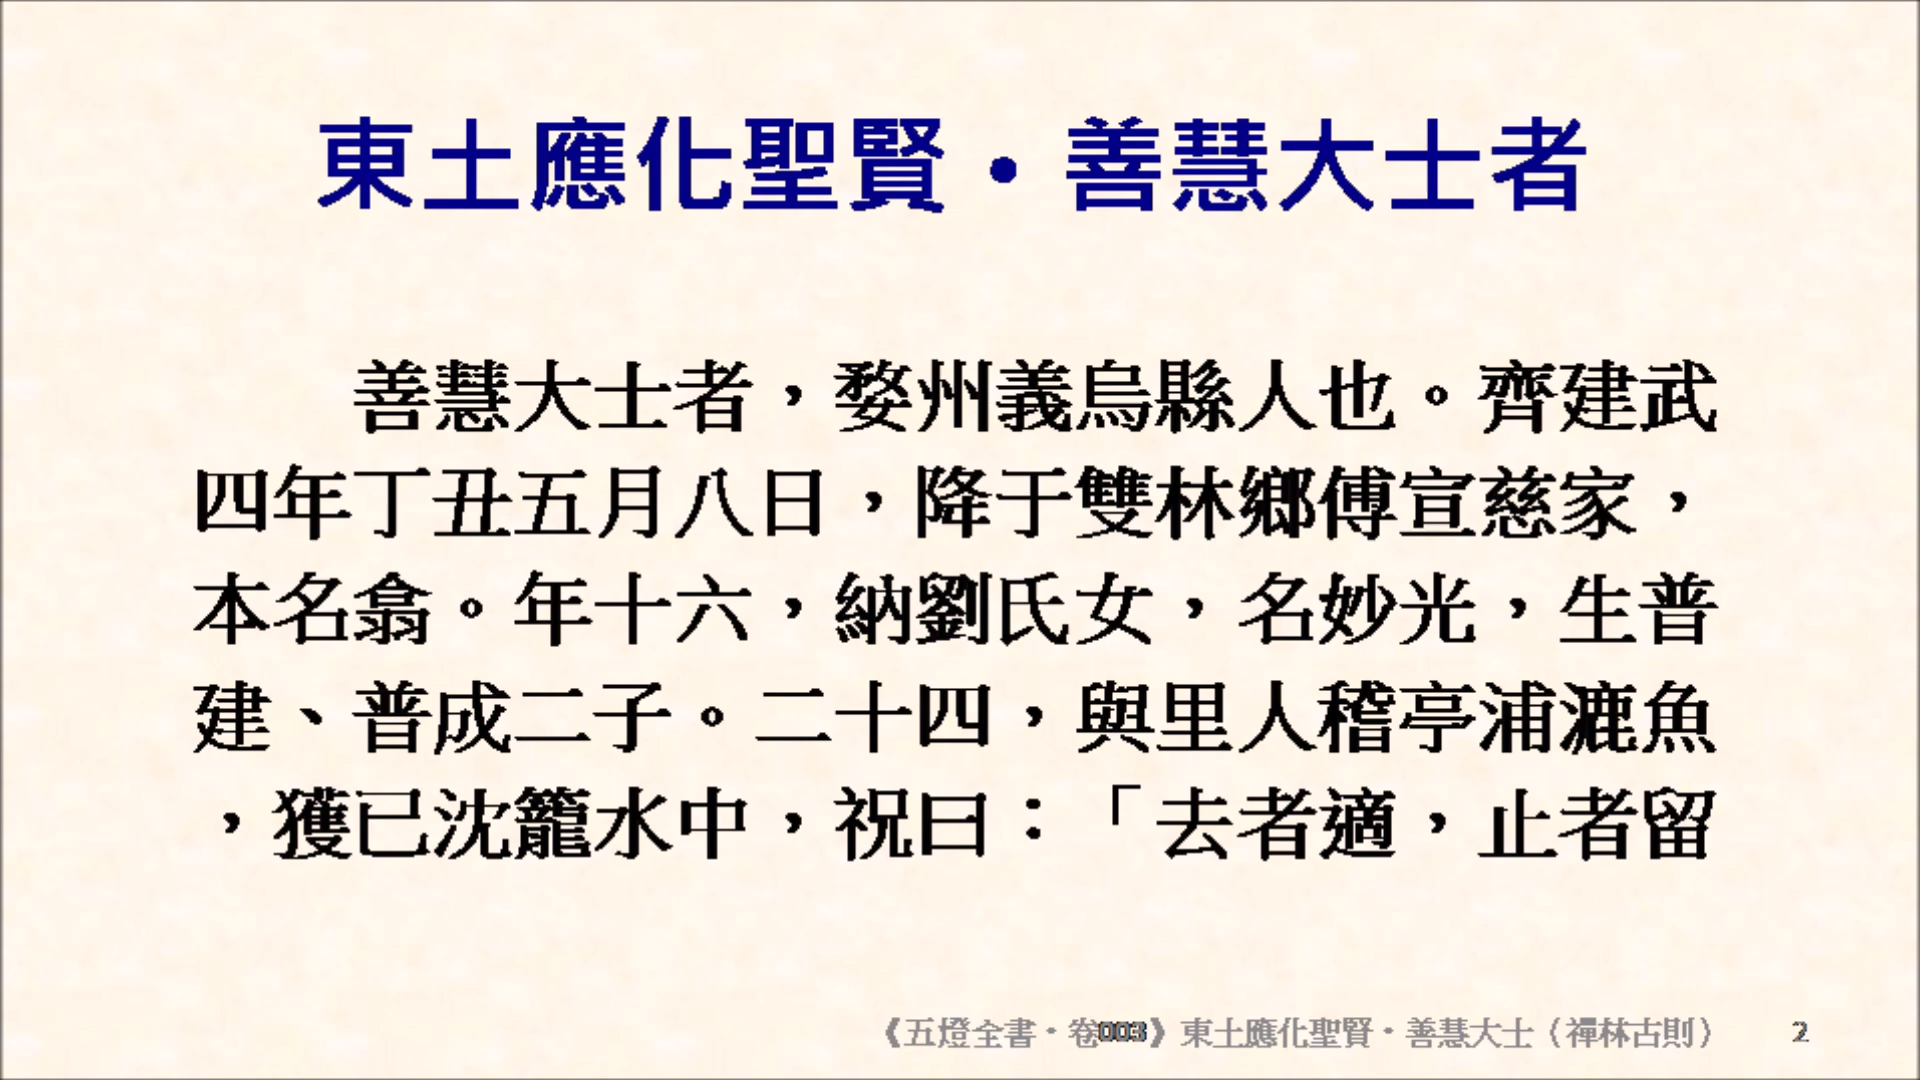 東土應化聖賢・善慧大士者
善慧大士者，婺州義烏縣人也。齊建武
四年丁丑五月八日，降于雙林鄉傅宣慈家，
本名翕。年十六，納劉氏女，名妙光，生普
建、普成二子。二十四，與里人稽亭浦漉魚
，獲已沈籠水中，祝曰：「去者適，止者留
《五燈全書・卷003》東土應化聖賢・善慧大士（禪林古則） 2